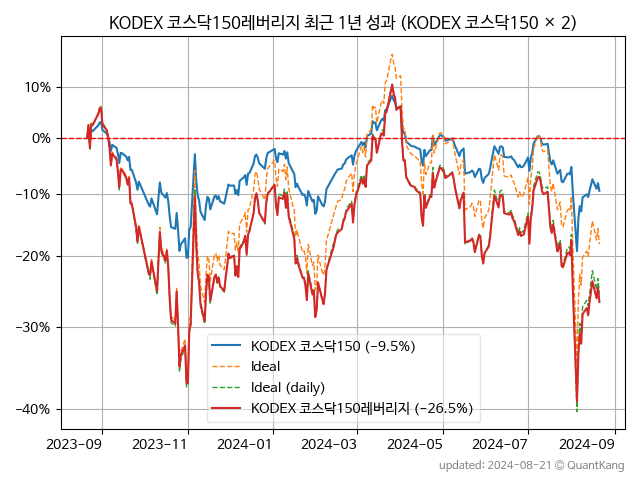 KODEX 코스닥150레버리지 최근 1년 성과 (KODEX 코스닥150 × 2)
10%
0%
−10%
−20%
−30%
−40%
KODEX 코스닥150 (−9.5%)
Ideal
Ideal (daily)
KODEX 코스닥150레버리지 (−26.5%)
2023−09
2023−11
2024−01
2024−03
2024−05
2024−07
2024−09
updated: 2024−08−21 © QuantKang